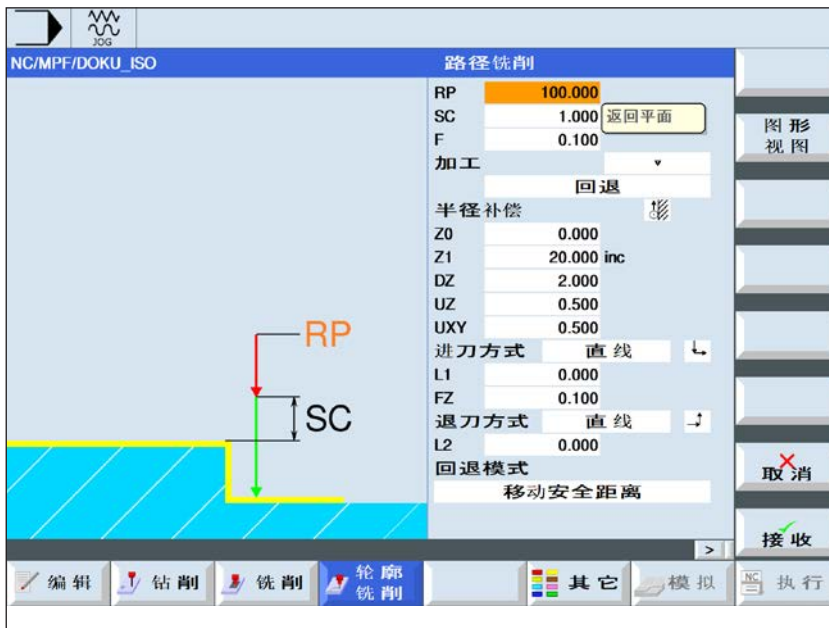 JOG
NC/MPF/DOKU_ISO
路径铣削
RP 100.000
SC 1.000 返回平面
F 0.100
加工
回退
半径补偿
Z0 0.000
Z1 20.000 inc
DZ 2.000
UZ 0.500
UXY 0.500
进刀方式 直线
L1 0.000
FZ 0.100
退刀方式 直线
L2 0.000
回退模式
移动安全距离
RP
SC
图形
视图
取消
接收
>
编辑
钻削
铣削
轮廓
铣削
其它
模拟
NC
执行